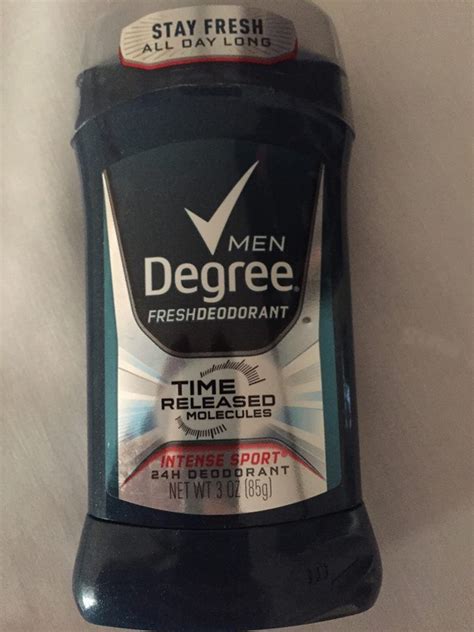 STAY FRESH
ALL DAY LONG
MEN
Degree®
FRESHDEODORANT
TIME
RELEASED
MOLECULES
INTENSE SPORT
24H DEODORANT
NET WT 3 OZ (85g)